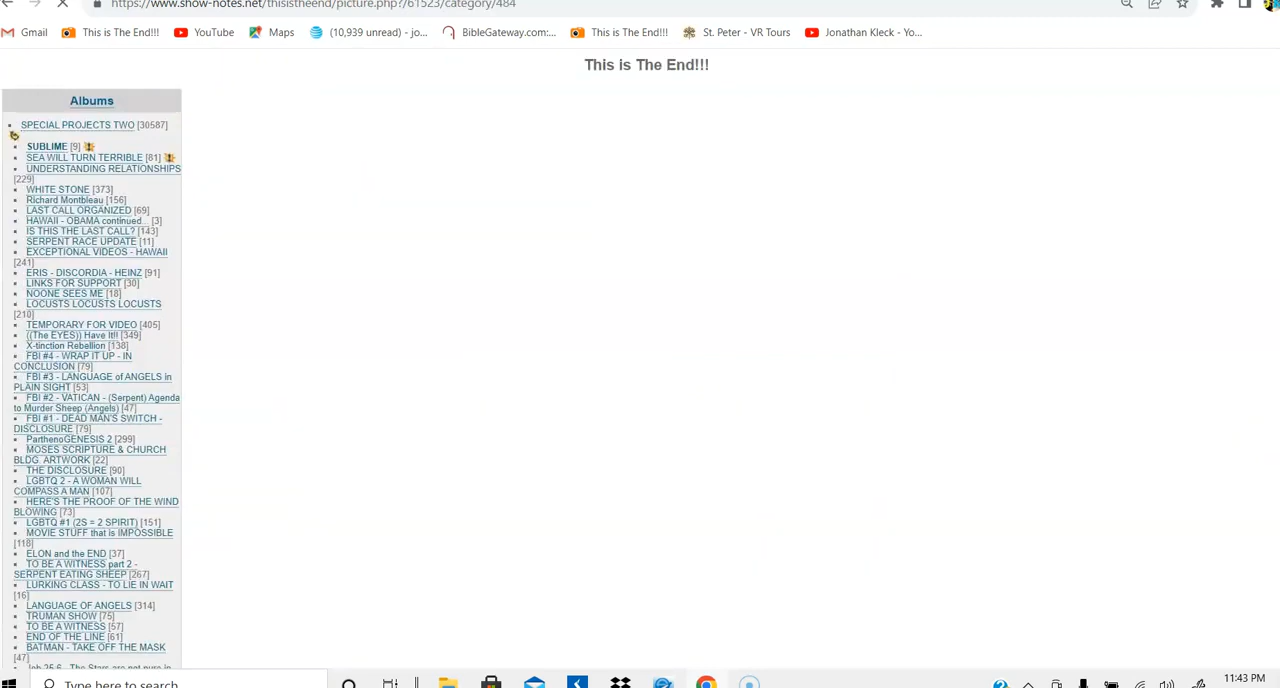 https://www.show-notes.net/thisistheend/picture.php?/61523/category/484
Gmail This is The End!!! YouTube Maps (10,939 unread) - jo... BibleGateway.com:... This is The End!!! St. Peter - VR Tours Jonathan Kleck - Yo...
This is The End!!!
Albums
SPECIAL PROJECTS TWO [30587]
SUBLIME [9]
SEA WILL TURN TERRIBLE [81]
UNDERSTANDING RELATIONSHIPS
[229]
WHITE STONE [373]
Richard Montbleau [156]
LAST CALL ORGANIZED [69]
HAWAII - OBAMA continued... [3]
IS THIS THE LAST CALL? [143]
SERPENT RACE UPDATE [11]
EXCEPTIONAL VIDEOS - HAWAII
[241]
ERIS - DISCORDIA - HEINZ [91]
LINKS FOR SUPPORT [30]
NOONE SEES ME [18]
LOCUSTS LOCUSTS LOCUSTS
[210]
TEMPORARY FOR VIDEO [405]
((The EYES)) Have It!! [349]
X-tinction Rebellion [138]
FBI #4 - WRAP IT UP - IN
CONCLUSION [79]
FBI #3 - LANGUAGE of ANGELS in
PLAIN SIGHT [53]
FBI #2 - VATICAN - (Serpent) Agenda
to Murder Sheep (Angels) [47]
FBI #1 - DEAD MAN'S SWITCH -
DISCLOSURE [79]
ParthenoGENESIS 2 [299]
MOSES SCRIPTURE & CHURCH
BLDG. ARTWORK [22]
THE DISCLOSURE [90]
LGBTQ 2 - A WOMAN WILL
COMPASS A MAN [107]
HERE'S THE PROOF OF THE WIND
BLOWING [73]
LGBTQ #1 (2S = 2 SPIRIT) [151]
MOVIE STUFF that is IMPOSSIBLE
[118]
ELON and the END [37]
TO BE A WITNESS part 2 -
SERPENT EATING SHEEP [267]
LURKING CLASS - TO LIE IN WAIT
[16]
LANGUAGE OF ANGELS [314]
TRUMAN SHOW [75]
TO BE A WITNESS [57]
END OF THE LINE [61]
BATMAN - TAKE OFF THE MASK
[47]
Job 25:6 - The Stars are not pure in
Type here to search
11:43 PM